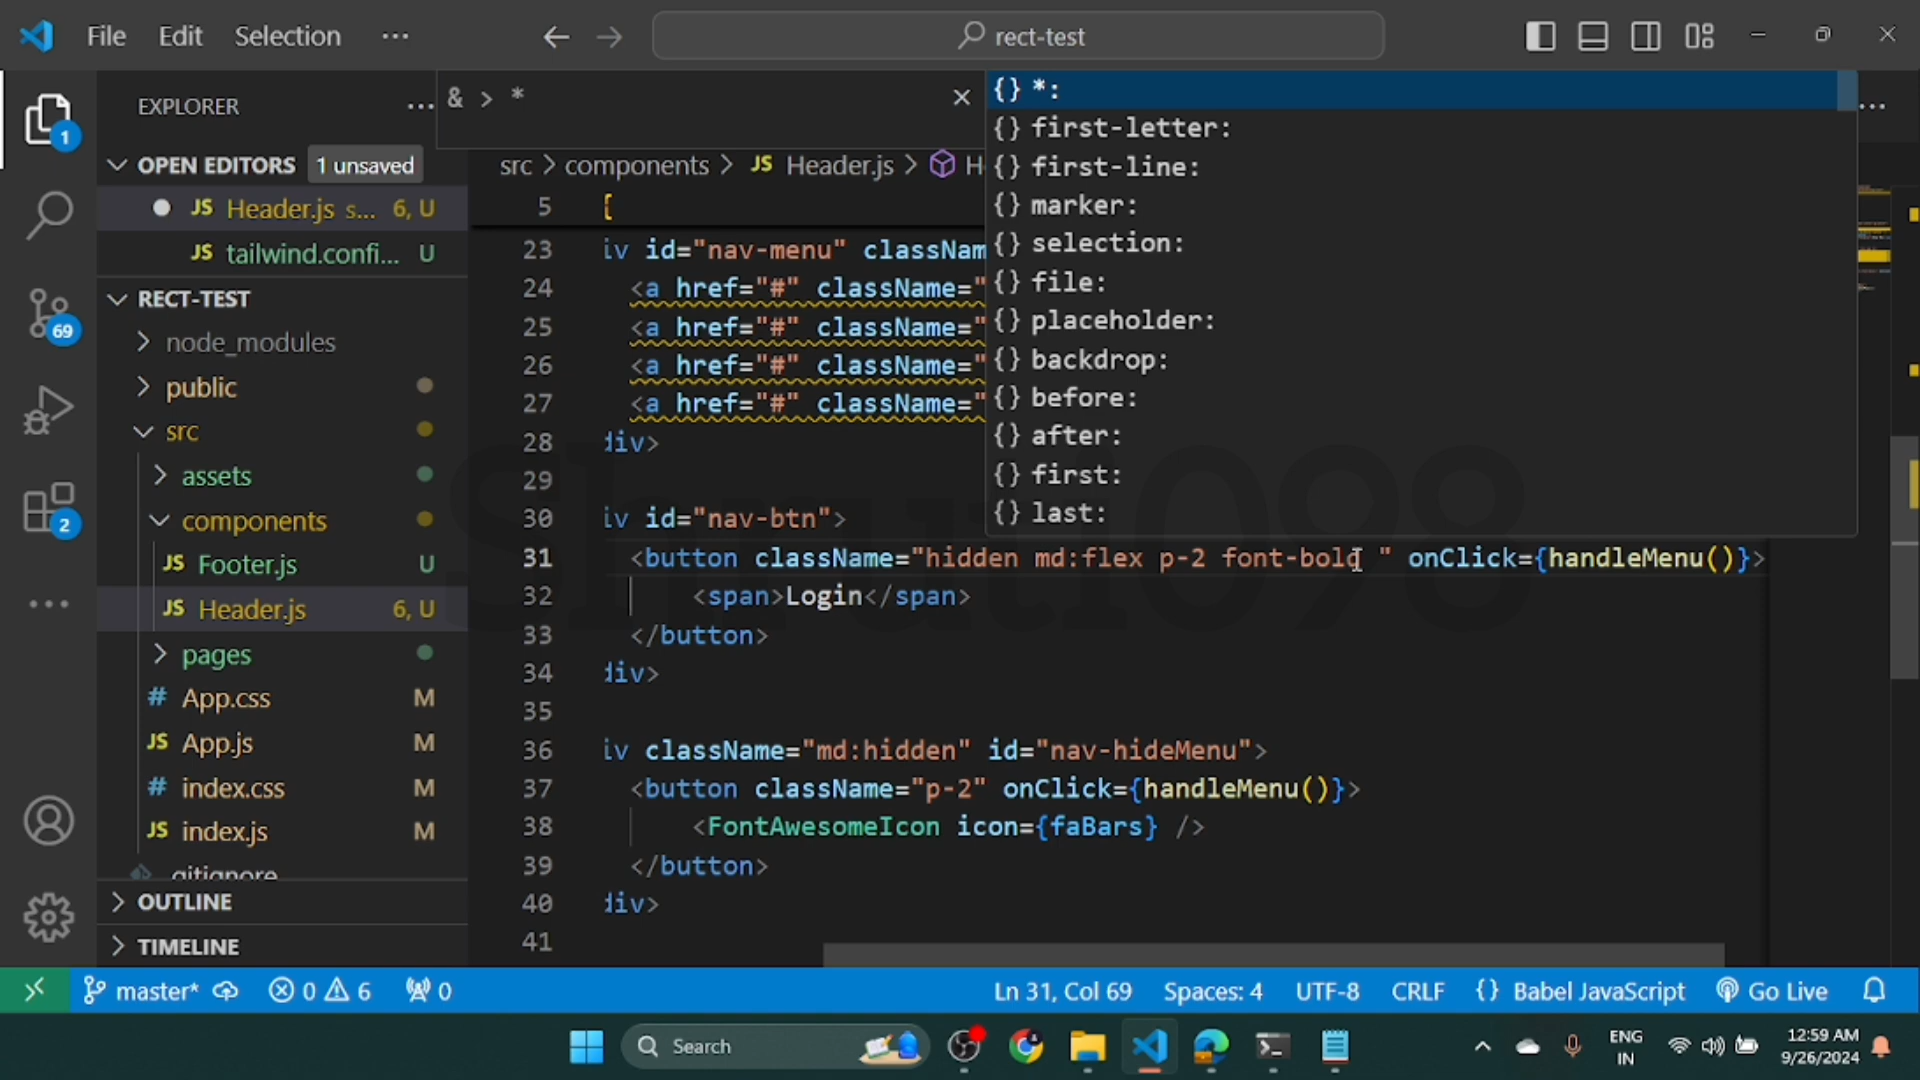 File Edit Selection ··· rect-test
EXPLORER ···
& > *
OPEN EDITORS 1 unsaved
JS Header.js s... 6, U
JS tailwind.confi... U
RECT-TEST
node_modules
public
src
assets
components
JS Footer.js U
JS Header.js 6, U
pages
# App.css M
JS App.js M
# index.css M
JS index.js M
.gitignore
OUTLINE
TIMELINE
src > components > JS Header.js > H
{} *:
{} first-letter:
{} first-line:
{} marker:
{} selection:
{} file:
{} placeholder:
{} backdrop:
{} before:
{} after:
{} first:
{} last:
5 {
23 iv id="nav-menu" classNam
24 <a href="#" className="
25 <a href="#" className="
26 <a href="#" className="
27 <a href="#" className="
28 div>
29
30 iv id="nav-btn">
31 <button className="hidden md:flex p-2 font-bold " onClick={handleMenu()}>
32 <span>Login</span>
33 </button>
34 div>
35
36 iv className="md:hidden" id="nav-hideMenu">
37 <button className="p-2" onClick={handleMenu()}>
38 <FontAwesomeIcon icon={faBars} />
39 </button>
40 div>
41
Shruti098
1
69
2
master* 0 6 0 Ln 31, Col 69 Spaces: 4 UTF-8 CRLF {} Babel JavaScript Go Live
Search ENG IN 12:59 AM 9/26/2024